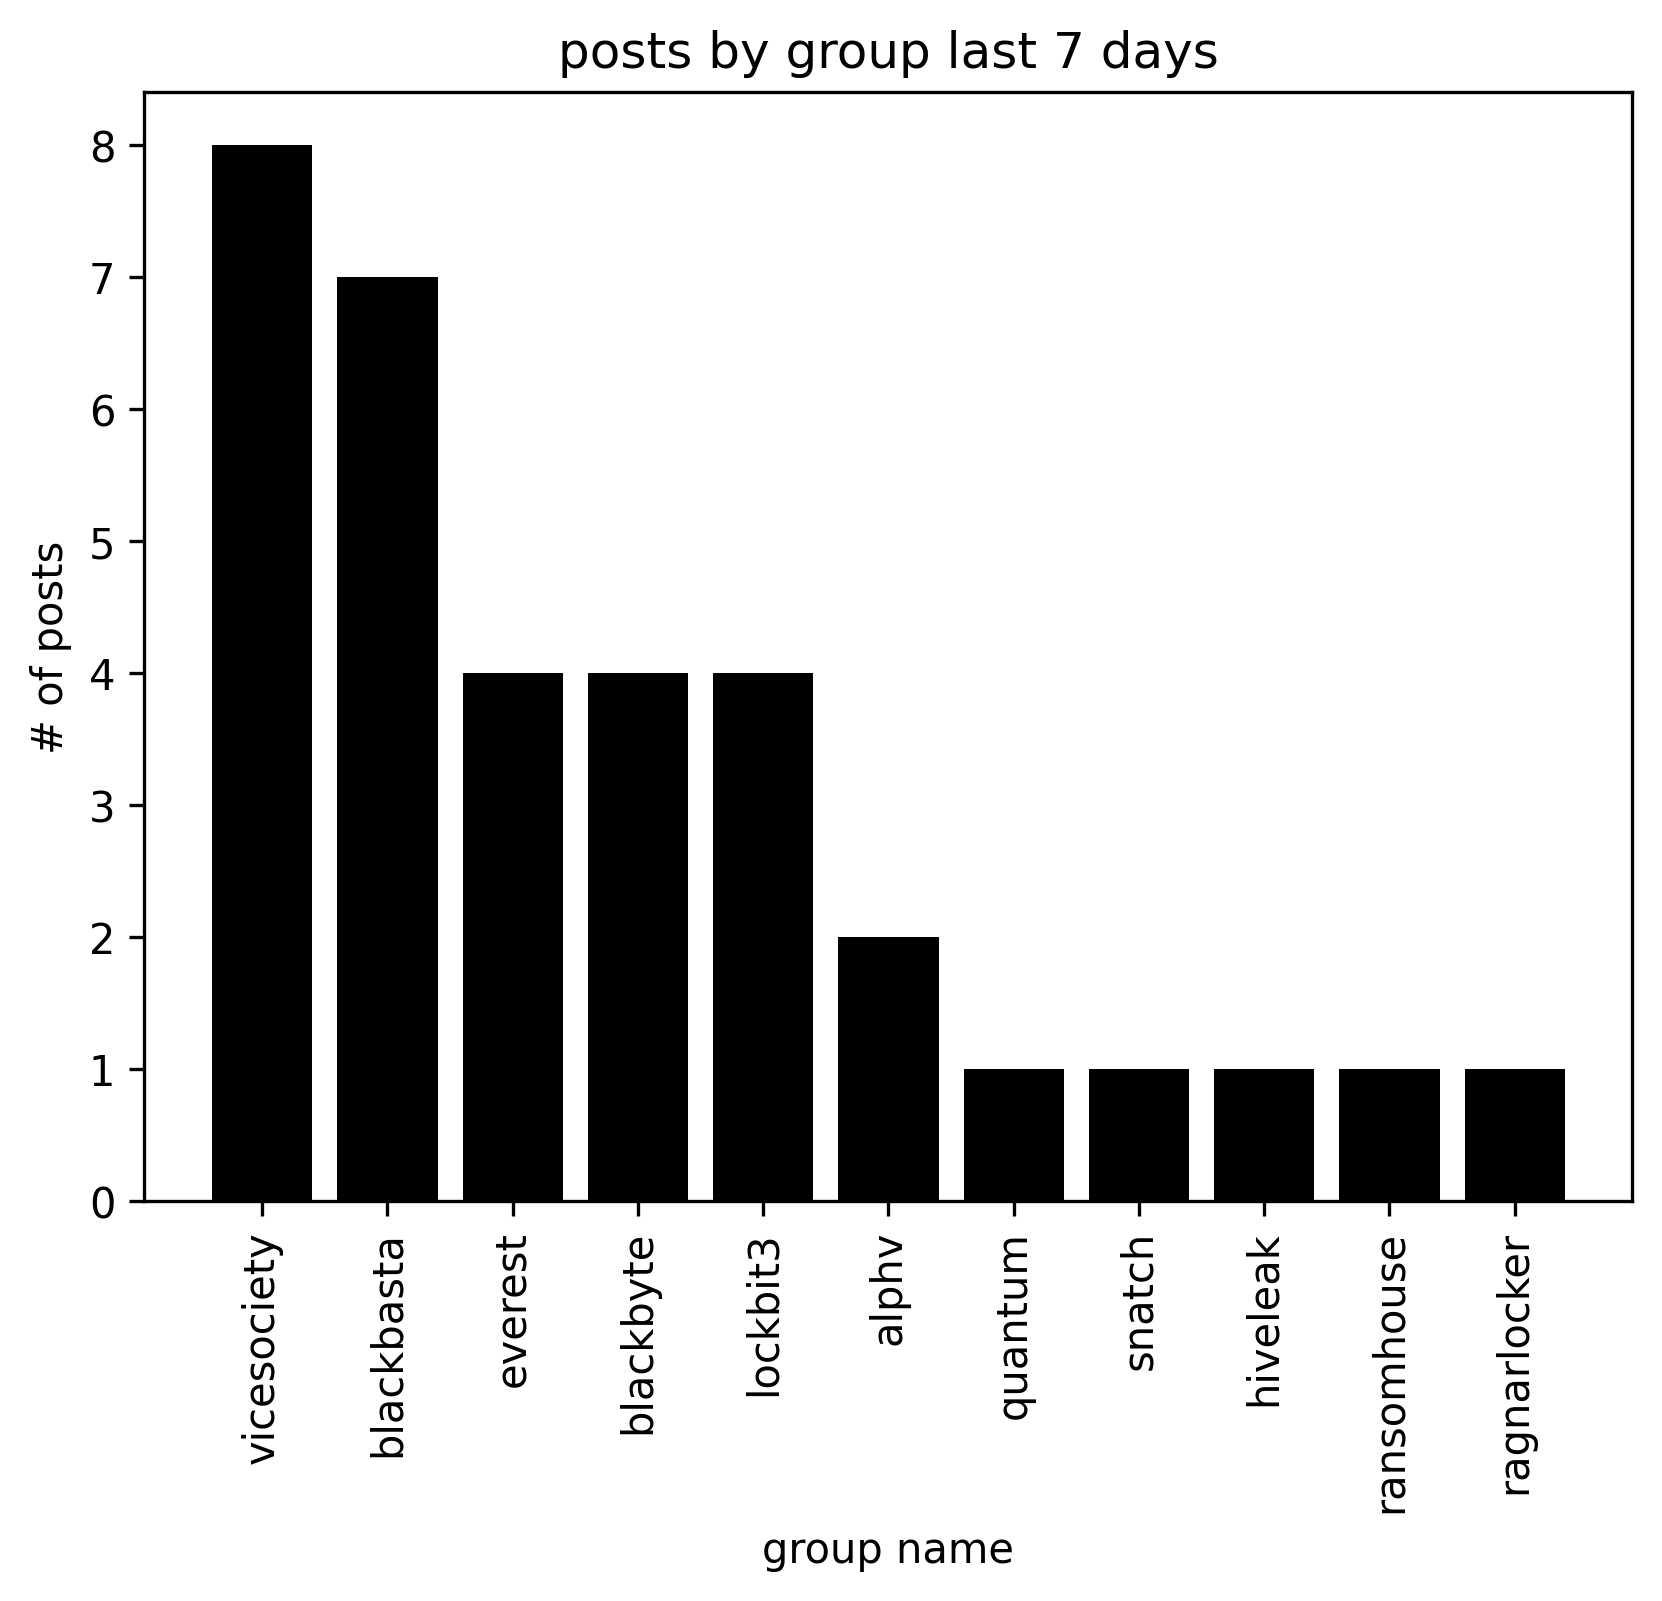 posts by group last 7 days
# of posts
8
7
6
5
4
3
2
1
0
vicesociety
blackbasta
everest
blackbyte
lockbit3
alphv
quantum
snatch
hiveleak
ransomhouse
ragnarlocker
group name